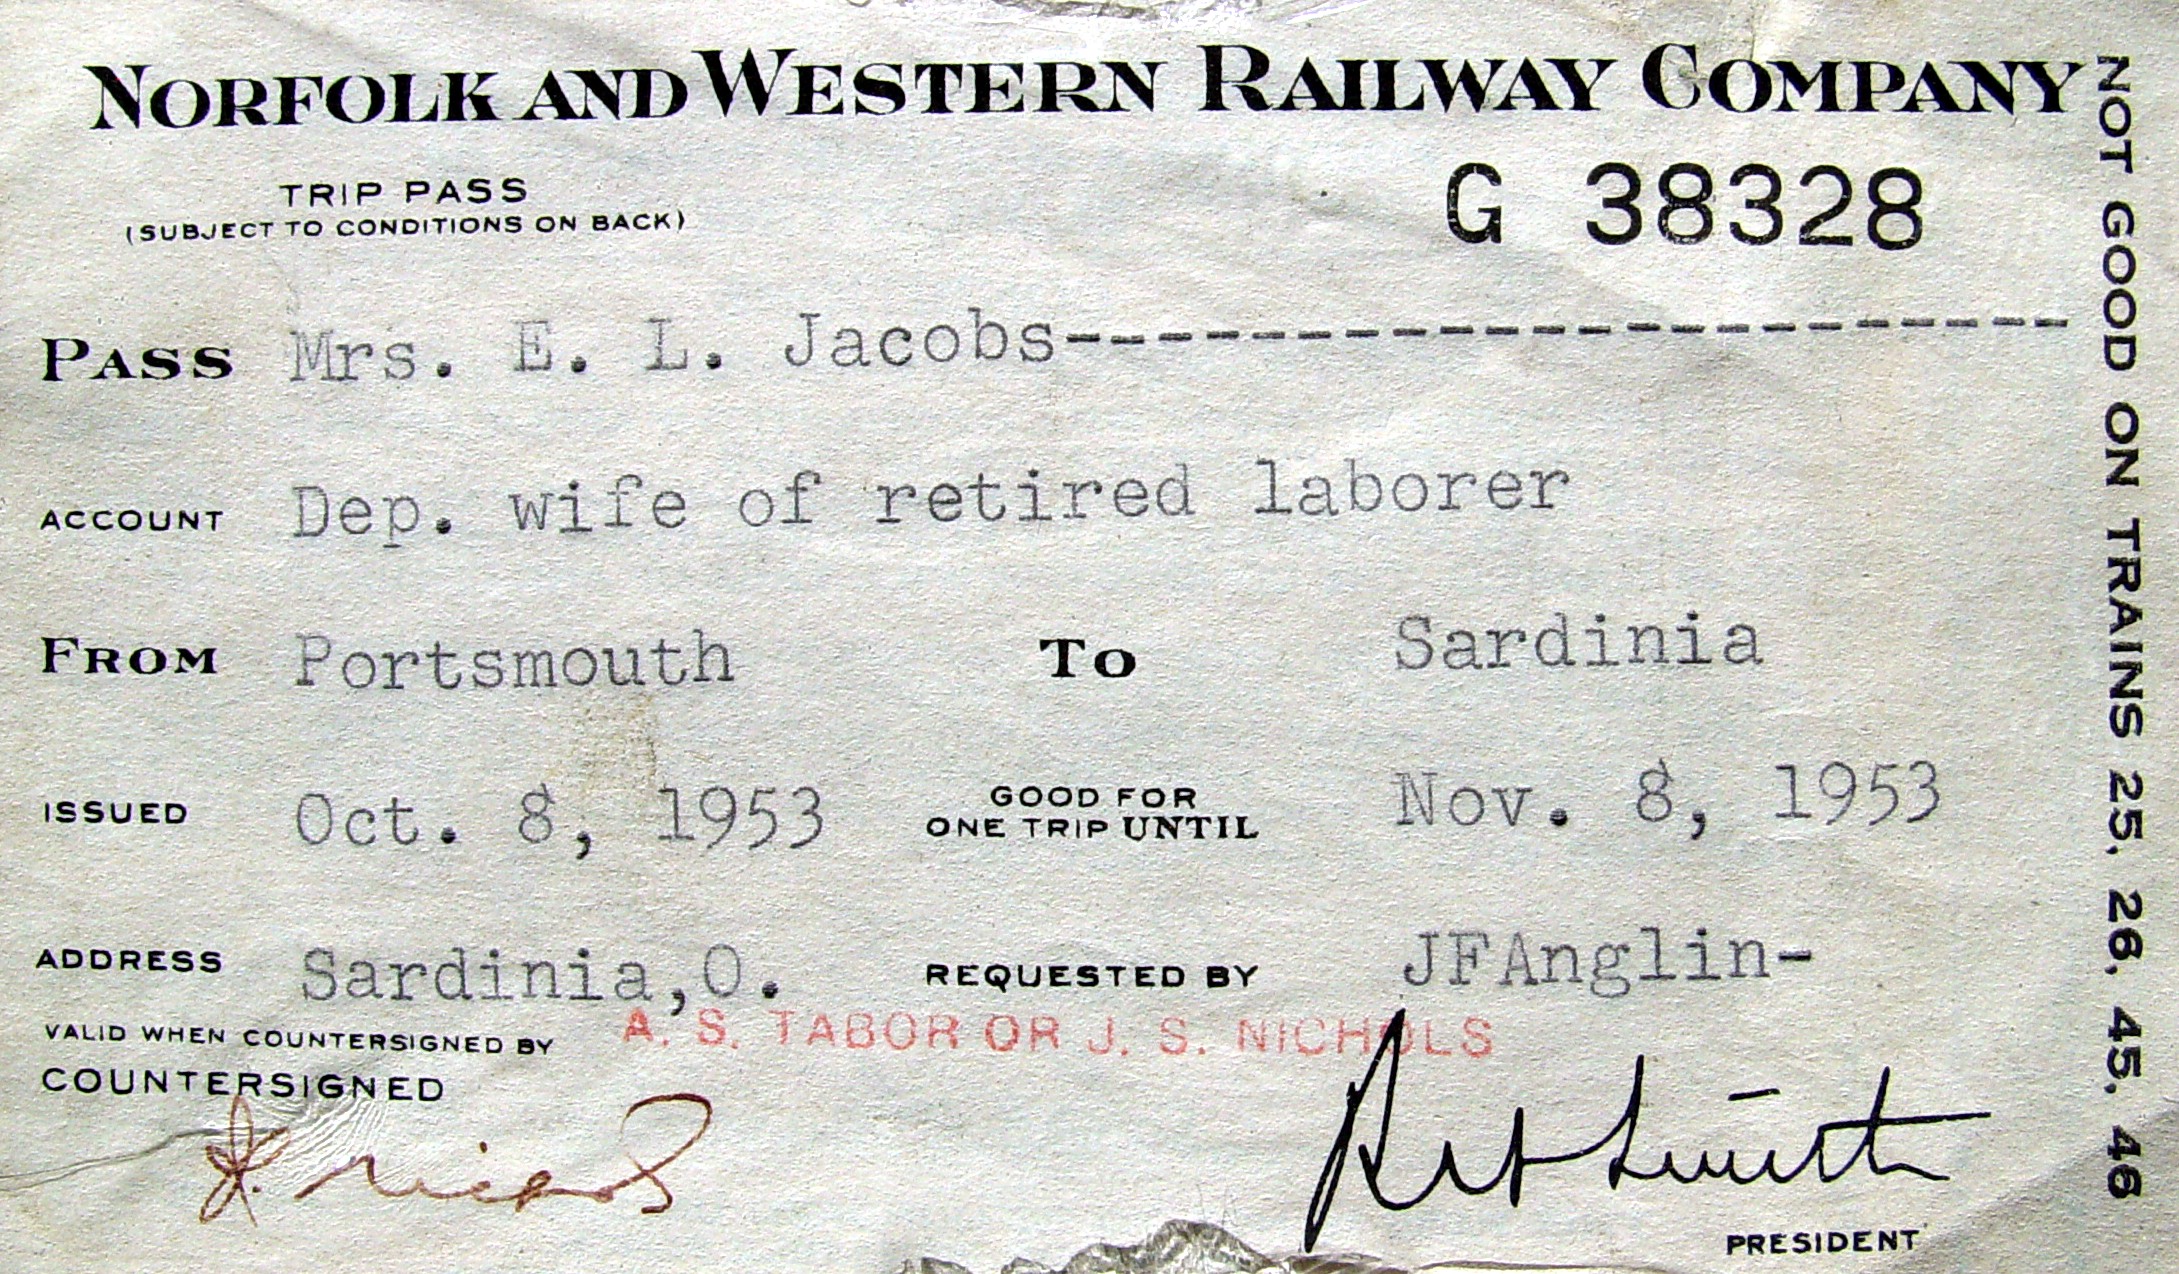 NORFOLK AND WESTERN RAILWAY COMPANY
TRIP PASS
(SUBJECT TO CONDITIONS ON BACK)
G 38328
PASS Mrs. E. L. Jacobs------------------------
ACCOUNT Dep. wife of retired laborer
FROM Portsmouth TO Sardinia
ISSUED Oct. 8, 1953 GOOD FOR ONE TRIP UNTIL Nov. 8, 1953
ADDRESS Sardinia,O. REQUESTED BY JFAnglin-
VALID WHEN COUNTERSIGNED BY A. S. TABOR OR J. S. NICHOLS
COUNTERSIGNED
PRESIDENT
NOT GOOD ON TRAINS 25, 26, 45, 46